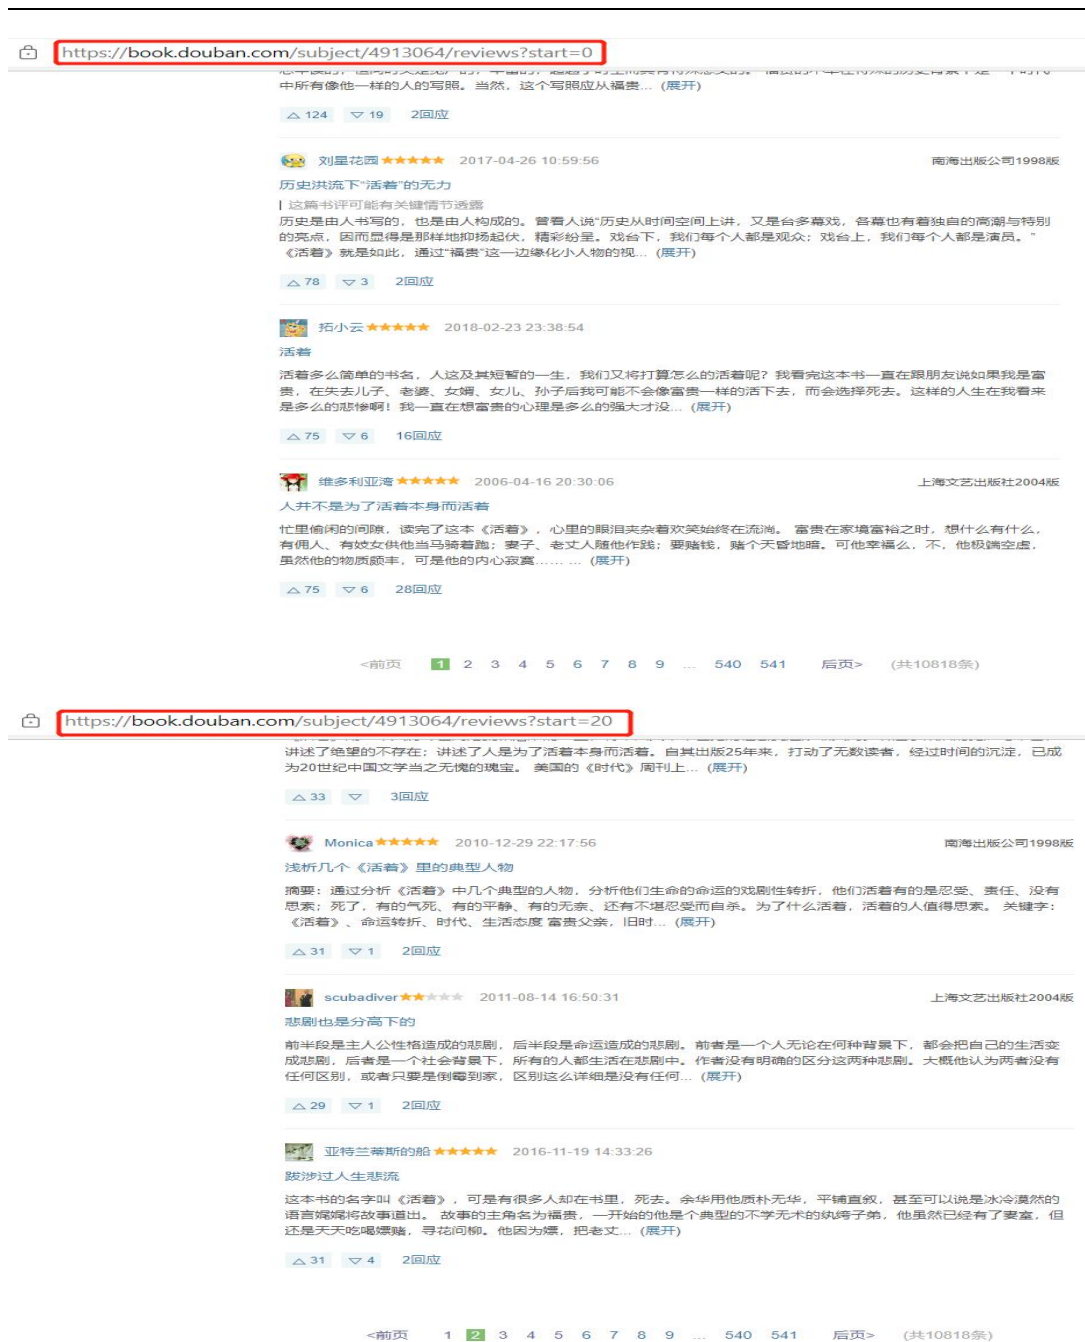 https://book.douban.com/subject/4913064/reviews?start=0
中所有像他一样的人的写照。当然，这个写照应从福贵... (展开)
△ 124 ▽ 19 2回应
刘星花园★★★★★ 2017-04-26 10:59:56 南海出版公司1998版
历史洪流下"活着"的无力
| 这篇书评可能有关键情节透露
历史是由人书写的，也是由人构成的。曾看人说"历史从时间空间上讲，又是台多幕戏，各幕也有着独自的高潮与特别
的亮点，因而显得是那样地抑扬起伏，精彩纷呈。戏台下，我们每个人都是观众；戏台上，我们每个人都是演员。"
《活着》就是如此，通过"福贵"这一边缘化小人物的视... (展开)
△ 78 ▽ 3 2回应
拓小云★★★★★ 2018-02-23 23:38:54
活着
活着多么简单的书名，人这及其短暂的一生，我们又将打算怎么的活着呢？我看完这本书一直在跟朋友说如果我是富
贵，在失去儿子、老婆、女婿、女儿、孙子后我可能不会像富贵一样的活下去，而会选择死去。这样的人生在我看来
是多么的悲惨啊！我一直在想富贵的心理是多么的强大才没... (展开)
△ 75 ▽ 6 16回应
维多利亚湾★★★★★ 2006-04-16 20:30:06 上海文艺出版社2004版
人并不是为了活着本身而活着
忙里偷闲的间隙，读完了这本《活着》，心里的眼泪夹杂着欢笑始终在流淌。 富贵在家境富裕之时，想什么有什么，
有佣人、有妓女供他当马骑着跑；妻子、老丈人随他作践；要赌钱，赌个天昏地暗。可他幸福么，不，他极端空虚，
虽然他的物质颇丰，可是他的内心寂寞...... ... (展开)
△ 75 ▽ 6 28回应
<前页 1 2 3 4 5 6 7 8 9 ... 540 541 后页> (共10818条)
https://book.douban.com/subject/4913064/reviews?start=20
讲述了绝望的不存在；讲述了人是为了活着本身而活着。自其出版25年来，打动了无数读者，经过时间的沉淀，已成
为20世纪中国文学当之无愧的瑰宝。 美国的《时代》周刊上... (展开)
△ 33 ▽ 3回应
Monica★★★★★ 2010-12-29 22:17:56 南海出版公司1998版
浅析几个《活着》里的典型人物
摘要：通过分析《活着》中几个典型的人物，分析他们生命的命运的戏剧性转折，他们活着有的是忍受、责任、没有
思索；死了，有的气死、有的平静、有的无奈、还有不堪忍受而自杀。为了什么活着，活着的人值得思索。 关键字：
《活着》、命运转折、时代、生活态度 富贵父亲，旧时... (展开)
△ 31 ▽ 1 2回应
scubadiver★★★★★ 2011-08-14 16:50:31 上海文艺出版社2004版
悲剧也是分高下的
前半段是主人公性格造成的悲剧，后半段是命运造成的悲剧。前者是一个人无论在何种背景下，都会把自己的生活变
成悲剧，后者是一个社会背景下，所有的人都生活在悲剧中。作者没有明确的区分这两种悲剧。大概他认为两者没有
任何区别，或者只要是倒霉到家，区别这么详细是没有任何... (展开)
△ 29 ▽ 1 2回应
亚特兰蒂斯的船★★★★★ 2016-11-19 14:33:26
跋涉过人生悲流
这本书的名字叫《活着》，可是有很多人却在书里，死去。余华用他质朴无华，平铺直叙，甚至可以说是冰冷漠然的
语言娓娓将故事道出。 故事的主角名为福贵，一开始的他是个典型的不学无术的纨绔子弟，他虽然已经有了妻室，但
还是天天吃喝嫖赌，寻花问柳。他因为嫖，把老丈... (展开)
△ 31 ▽ 4 2回应
<前页 1 2 3 4 5 6 7 8 9 ... 540 541 后页> (共10818条)